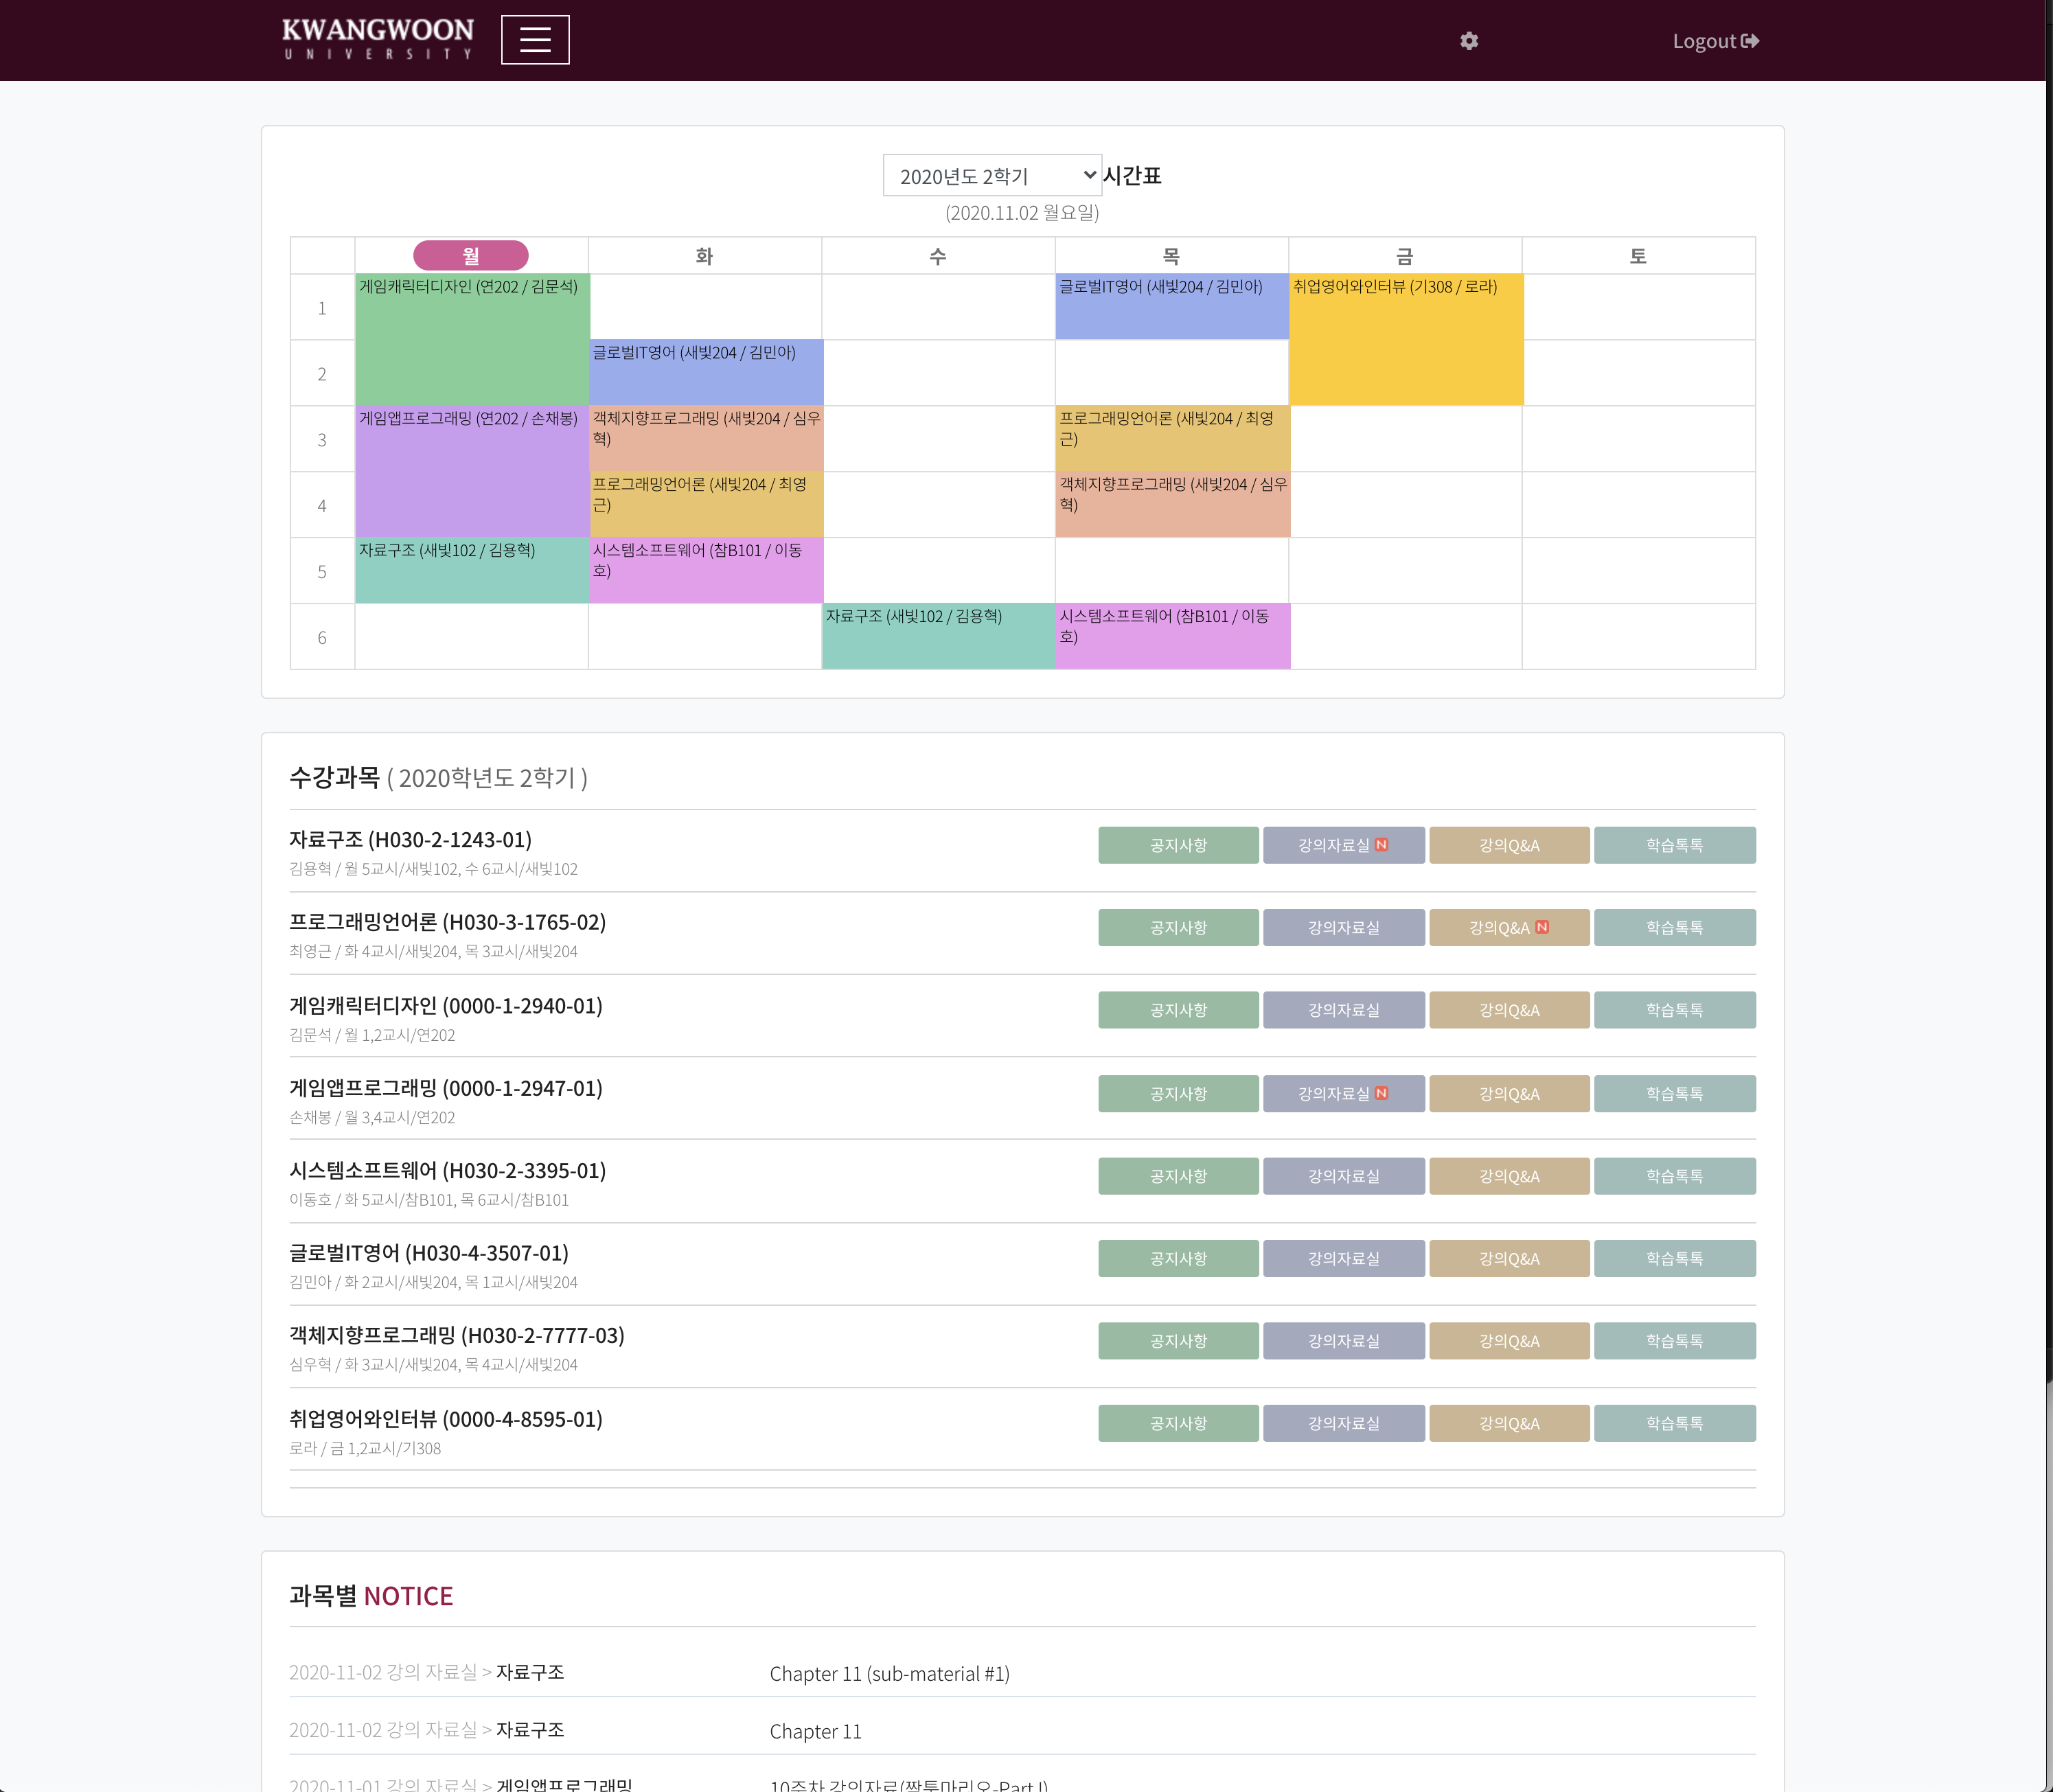 KWANGWOON
UNIVERSITY
Logout
2020년도 2학기
시간표
(2020.11.02 월요일)
월 화 수 목 금 토
1
게임캐릭터디자인 (연202 / 김문석)
글로벌IT영어 (새빛204 / 김민아)
취업영어와인터뷰 (기308 / 로라)
2
글로벌IT영어 (새빛204 / 김민아)
3
게임앱프로그래밍 (연202 / 손채봉)
객체지향프로그래밍 (새빛204 / 심우
혁)
프로그래밍언어론 (새빛204 / 최영
근)
4
프로그래밍언어론 (새빛204 / 최영
근)
객체지향프로그래밍 (새빛204 / 심우
혁)
5
자료구조 (새빛102 / 김용혁)
시스템소프트웨어 (참B101 / 이동
호)
6
자료구조 (새빛102 / 김용혁)
시스템소프트웨어 (참B101 / 이동
호)
수강과목 ( 2020학년도 2학기 )
자료구조 (H030-2-1243-01)
김용혁 / 월 5교시/새빛102, 수 6교시/새빛102
공지사항 강의자료실 N 강의Q&A 학습톡톡
프로그래밍언어론 (H030-3-1765-02)
최영근 / 화 4교시/새빛204, 목 3교시/새빛204
공지사항 강의자료실 강의Q&A N 학습톡톡
게임캐릭터디자인 (0000-1-2940-01)
김문석 / 월 1,2교시/연202
공지사항 강의자료실 강의Q&A 학습톡톡
게임앱프로그래밍 (0000-1-2947-01)
손채봉 / 월 3,4교시/연202
공지사항 강의자료실 N 강의Q&A 학습톡톡
시스템소프트웨어 (H030-2-3395-01)
이동호 / 화 5교시/참B101, 목 6교시/참B101
공지사항 강의자료실 강의Q&A 학습톡톡
글로벌IT영어 (H030-4-3507-01)
김민아 / 화 2교시/새빛204, 목 1교시/새빛204
공지사항 강의자료실 강의Q&A 학습톡톡
객체지향프로그래밍 (H030-2-7777-03)
심우혁 / 화 3교시/새빛204, 목 4교시/새빛204
공지사항 강의자료실 강의Q&A 학습톡톡
취업영어와인터뷰 (0000-4-8595-01)
로라 / 금 1,2교시/기308
공지사항 강의자료실 강의Q&A 학습톡톡
과목별 NOTICE
2020-11-02 강의 자료실 > 자료구조 Chapter 11 (sub-material #1)
2020-11-02 강의 자료실 > 자료구조 Chapter 11
2020-11-01 강의 자료실 > 게임앱프로그래밍 10주차 강의자료(짝퉁마리오-Part I)